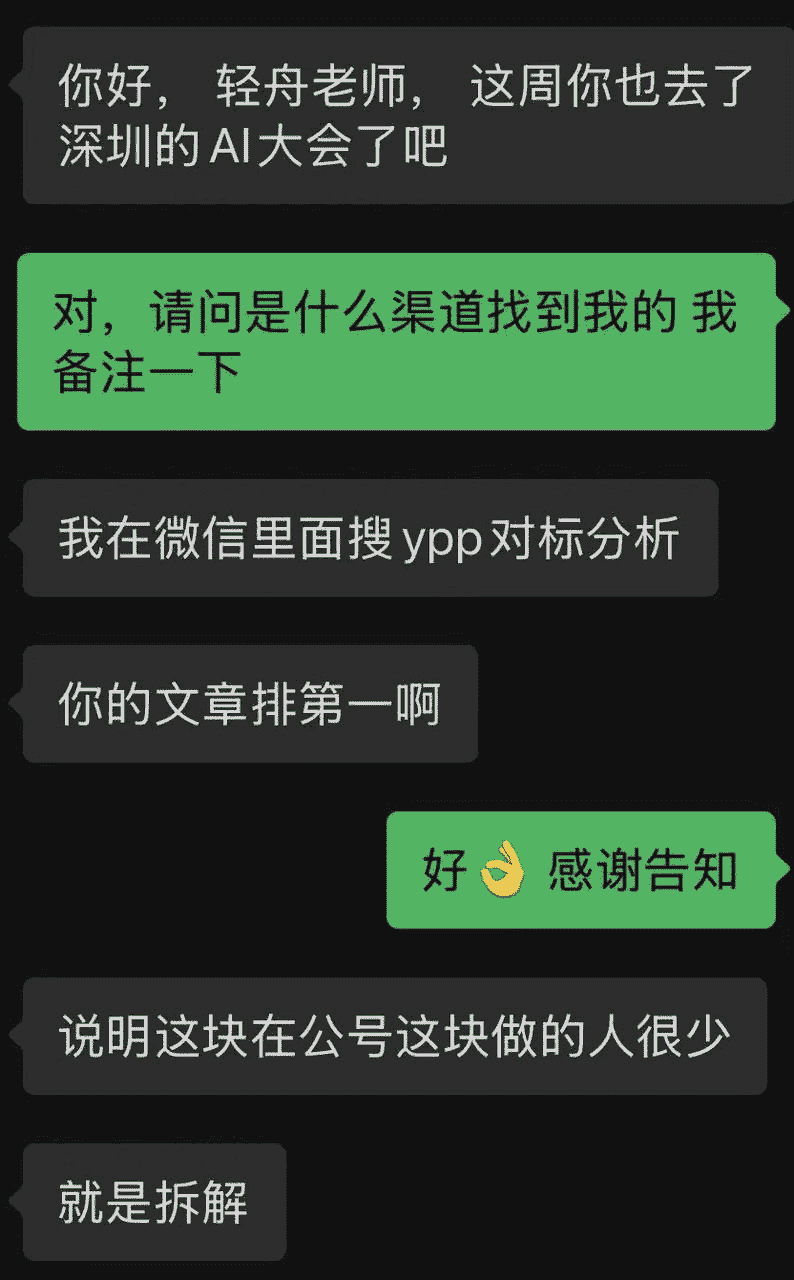 你好， 轻舟老师， 这周你也去了
深圳的AI大会了吧
对，请问是什么渠道找到我的 我
备注一下
我在微信里面搜ypp对标分析
你的文章排第一啊
好👌 感谢告知
说明这块在公号这块做的人很少
就是拆解